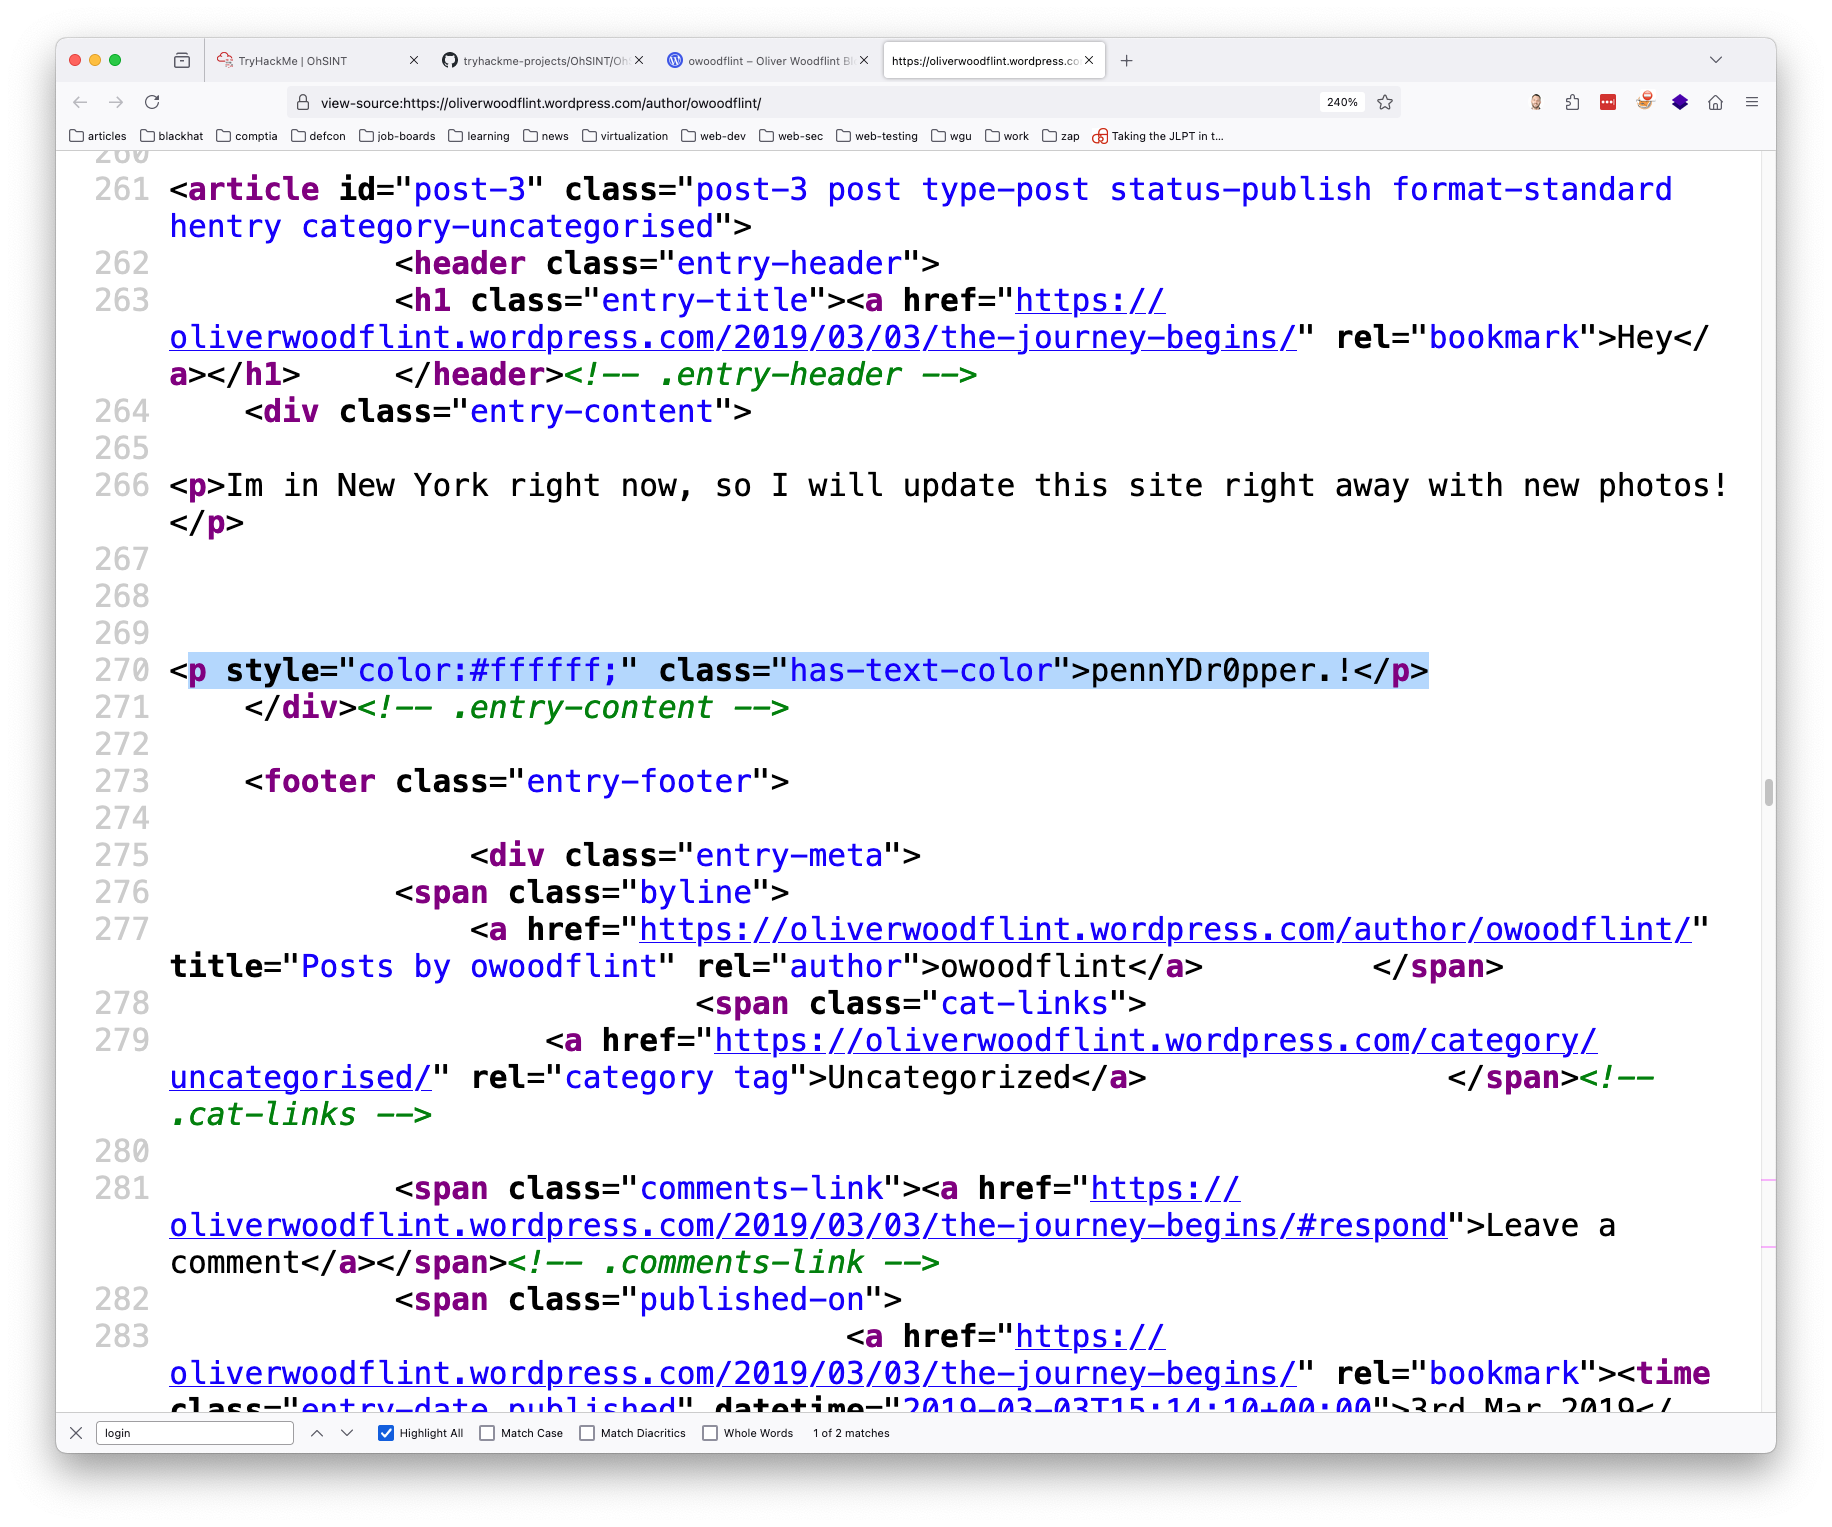 TryHackMe | OhSINT
tryhackme-projects/OhSINT/Oh
owoodflint – Oliver Woodflint Bl
https://oliverwoodflint.wordpress.co
view-source:https://oliverwoodflint.wordpress.com/author/owoodflint/
240%
articles blackhat comptia defcon job-boards learning news virtualization web-dev web-sec web-testing wgu work zap Taking the JLPT in t...
260
261 <article id="post-3" class="post-3 post type-post status-publish format-standard
hentry category-uncategorised">
262 <header class="entry-header">
263 <h1 class="entry-title"><a href="https://
oliverwoodflint.wordpress.com/2019/03/03/the-journey-begins/" rel="bookmark">Hey</
a></h1> </header><!-- .entry-header -->
264 <div class="entry-content">
265
266 <p>Im in New York right now, so I will update this site right away with new photos!
</p>
267
268
269
270 <p style="color:#ffffff;" class="has-text-color">pennYDr0pper.!</p>
271 </div><!-- .entry-content -->
272
273 <footer class="entry-footer">
274
275 <div class="entry-meta">
276 <span class="byline">
277 <a href="https://oliverwoodflint.wordpress.com/author/owoodflint/"
title="Posts by owoodflint" rel="author">owoodflint</a> </span>
278 <span class="cat-links">
279 <a href="https://oliverwoodflint.wordpress.com/category/
uncategorised/" rel="category tag">Uncategorized</a> </span><!--
.cat-links -->
280
281 <span class="comments-link"><a href="https://
oliverwoodflint.wordpress.com/2019/03/03/the-journey-begins/#respond">Leave a
comment</a></span><!-- .comments-link -->
282 <span class="published-on">
283 <a href="https://
oliverwoodflint.wordpress.com/2019/03/03/the-journey-begins/" rel="bookmark"><time
class="entry-date published" datetime="2019-03-03T15:14:10+00:00">3rd Mar 2019</
login
Highlight All Match Case Match Diacritics Whole Words 1 of 2 matches